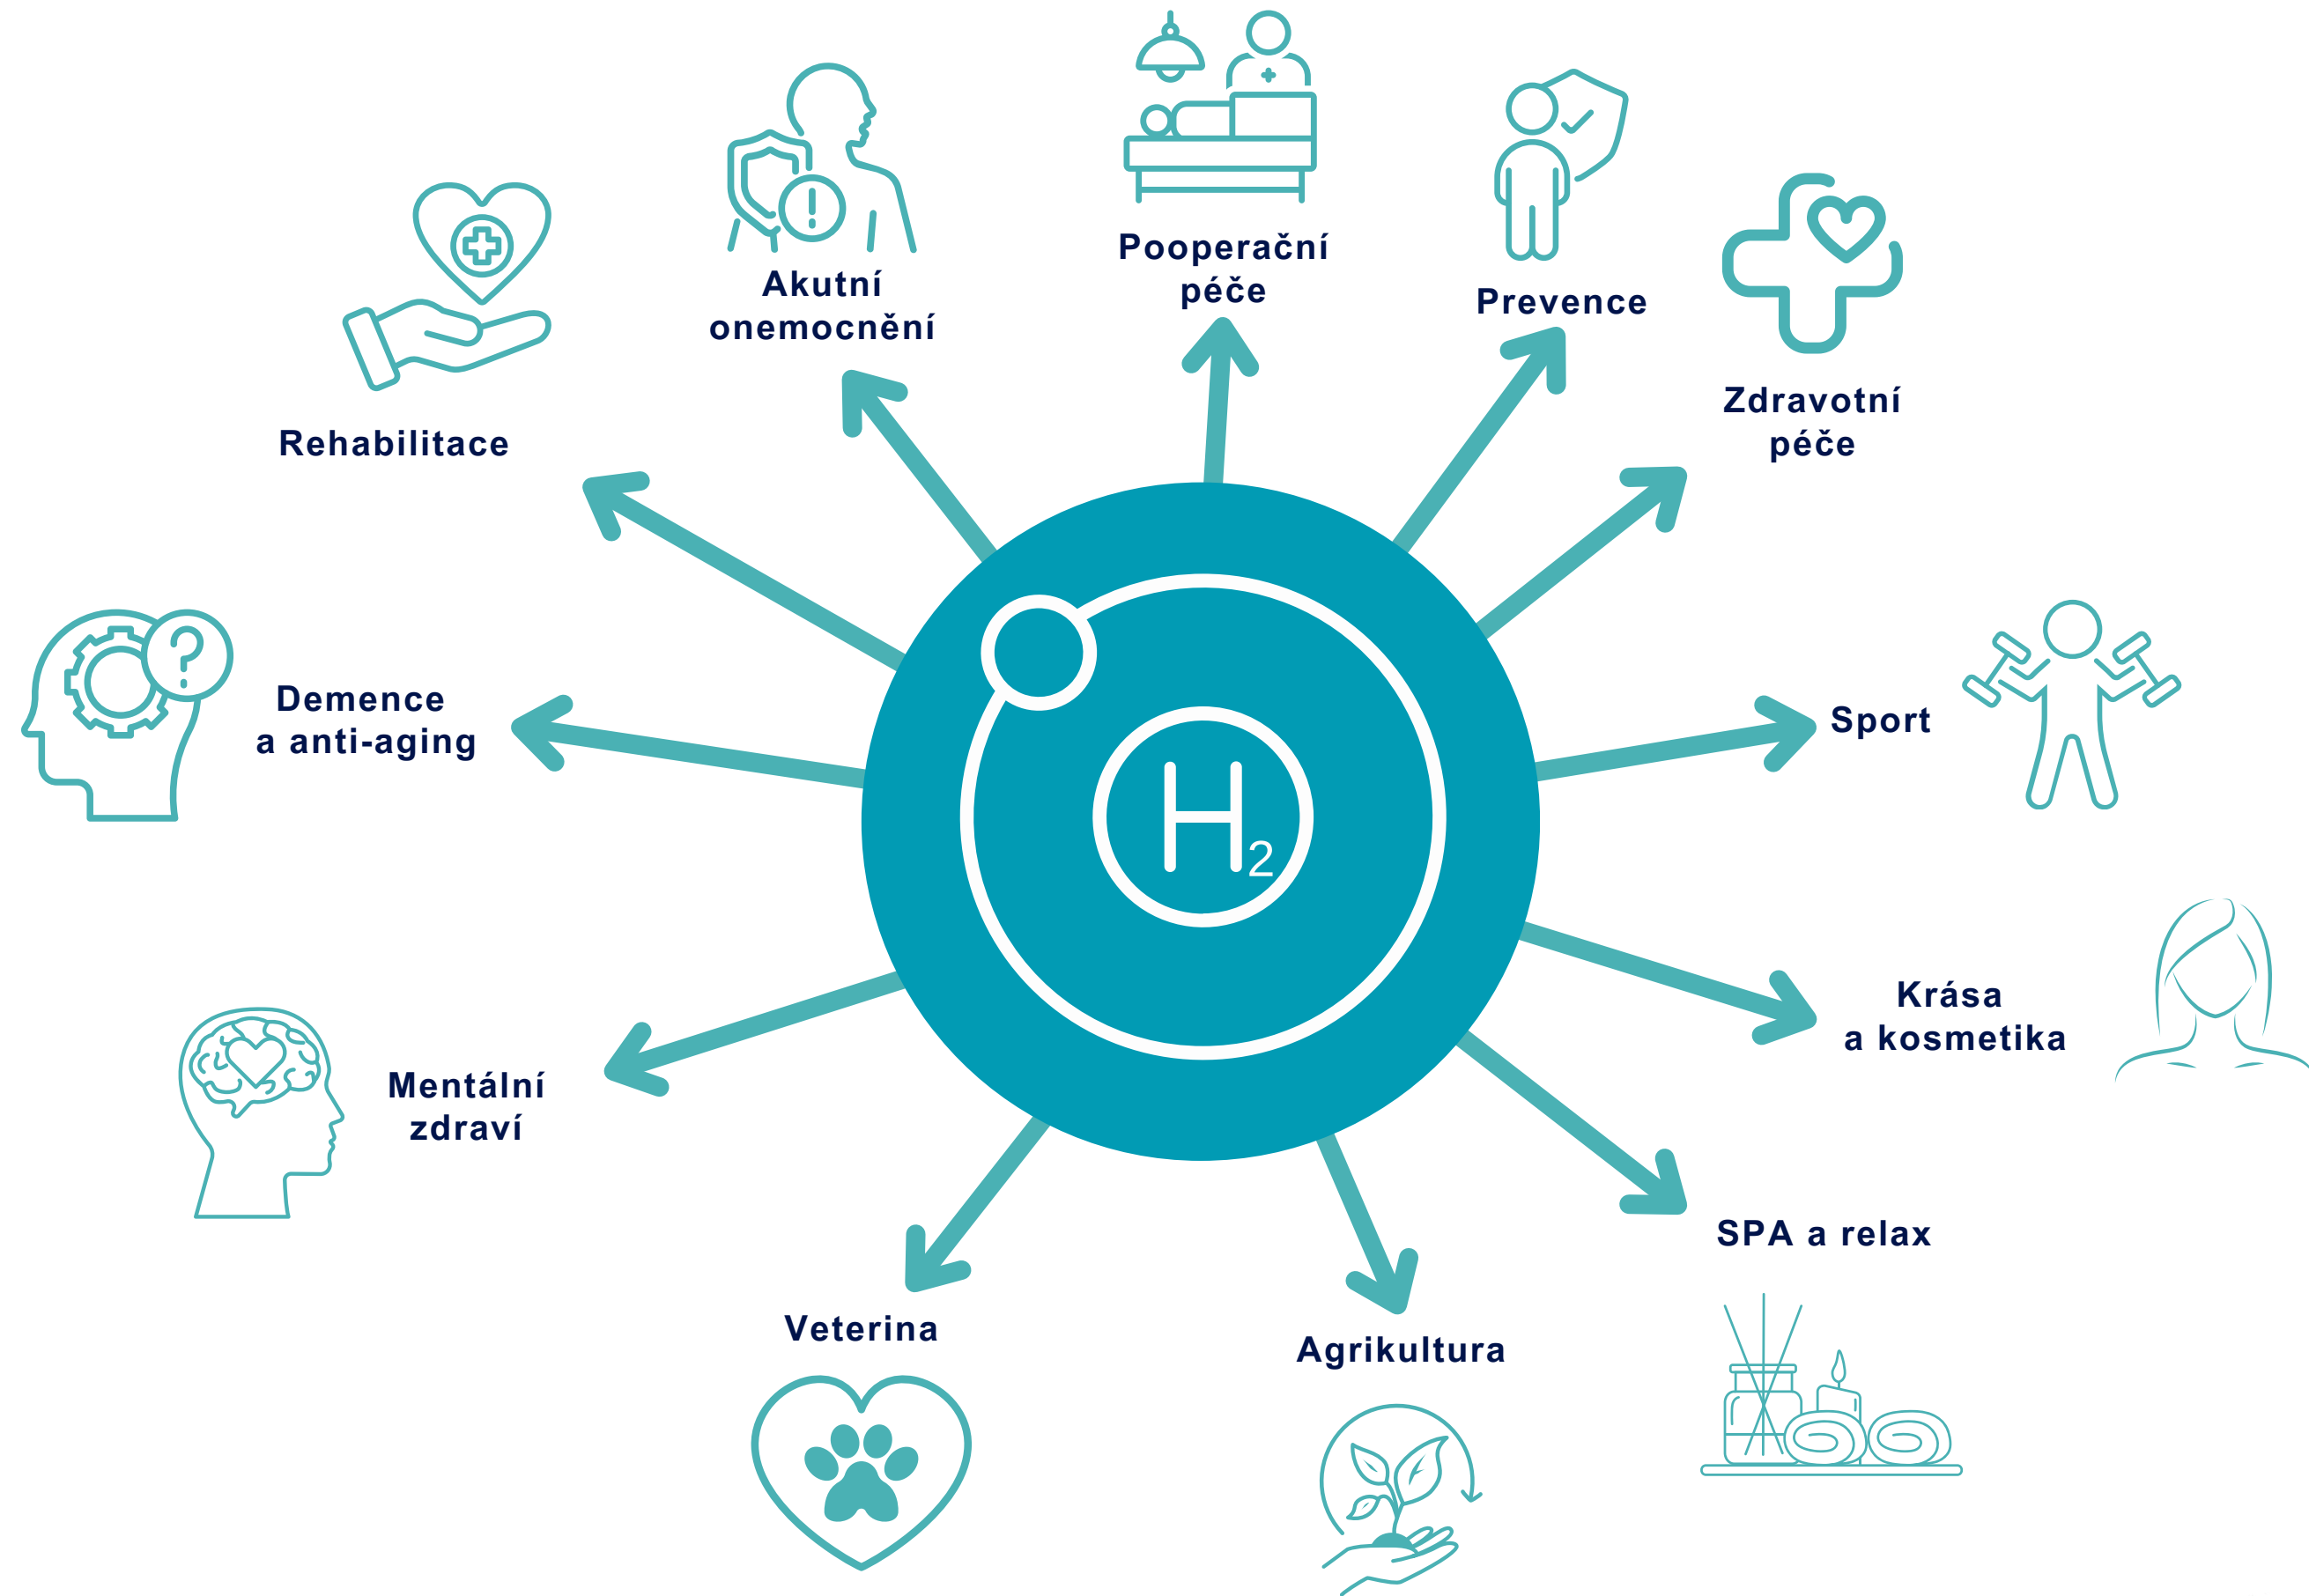 Pooperační
péče
Akutní
onemocnění
Prevence
Zdravotní
péče
Rehabilitace
Demence
a anti-aging
Sport
H2
Krása
a kosmetika
Mentální
zdraví
SPA a relax
Veterina
Agrikultura